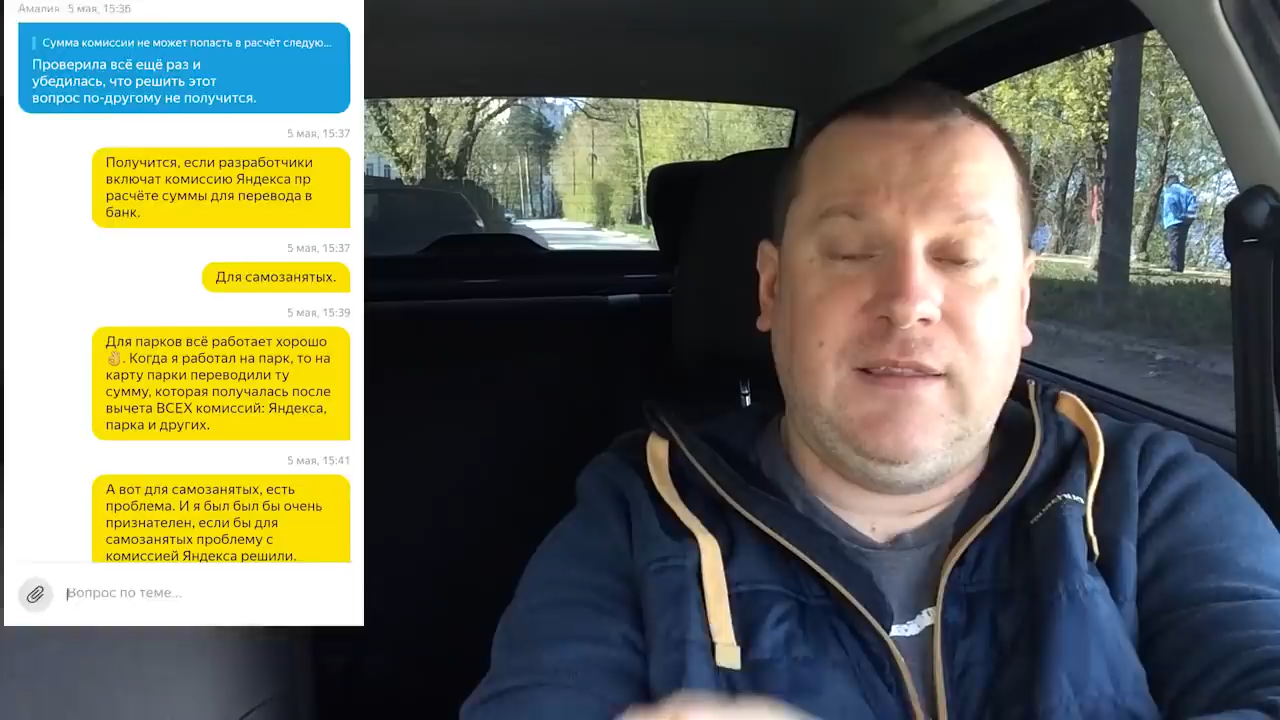 Амалия 5 мая, 15:36
Сумма комиссии не может попасть в расчёт следую...
Проверила всё ещё раз и
убедилась, что решить этот
вопрос по-другому не получится.
5 мая, 15:37
Получится, если разработчики
включат комиссию Яндекса пр
расчёте суммы для перевода в
банк.
5 мая, 15:37
Для самозанятых.
5 мая, 15:39
Для парков всё работает хорошо
👌. Когда я работал на парк, то на
карту парки переводили ту
сумму, которая получалась после
вычета ВСЕХ комиссий: Яндекса,
парка и других.
5 мая, 15:41
А вот для самозанятых, есть
проблема. И я был был бы очень
признателен, если бы для
самозанятых проблему с
комиссией Яндекса решили.
Вопрос по теме...